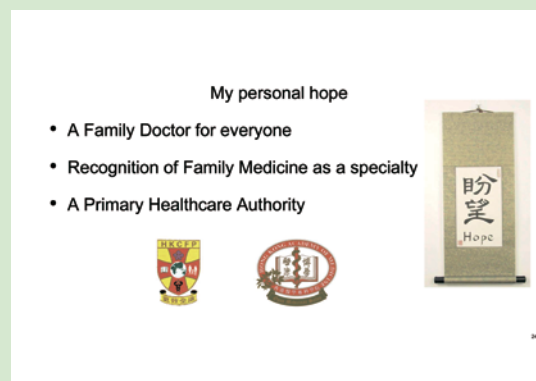 My personal hope
• A Family Doctor for everyone
• Recognition of Family Medicine as a specialty
• A Primary Healthcare Authority
盼
望
Hope
HKCFP